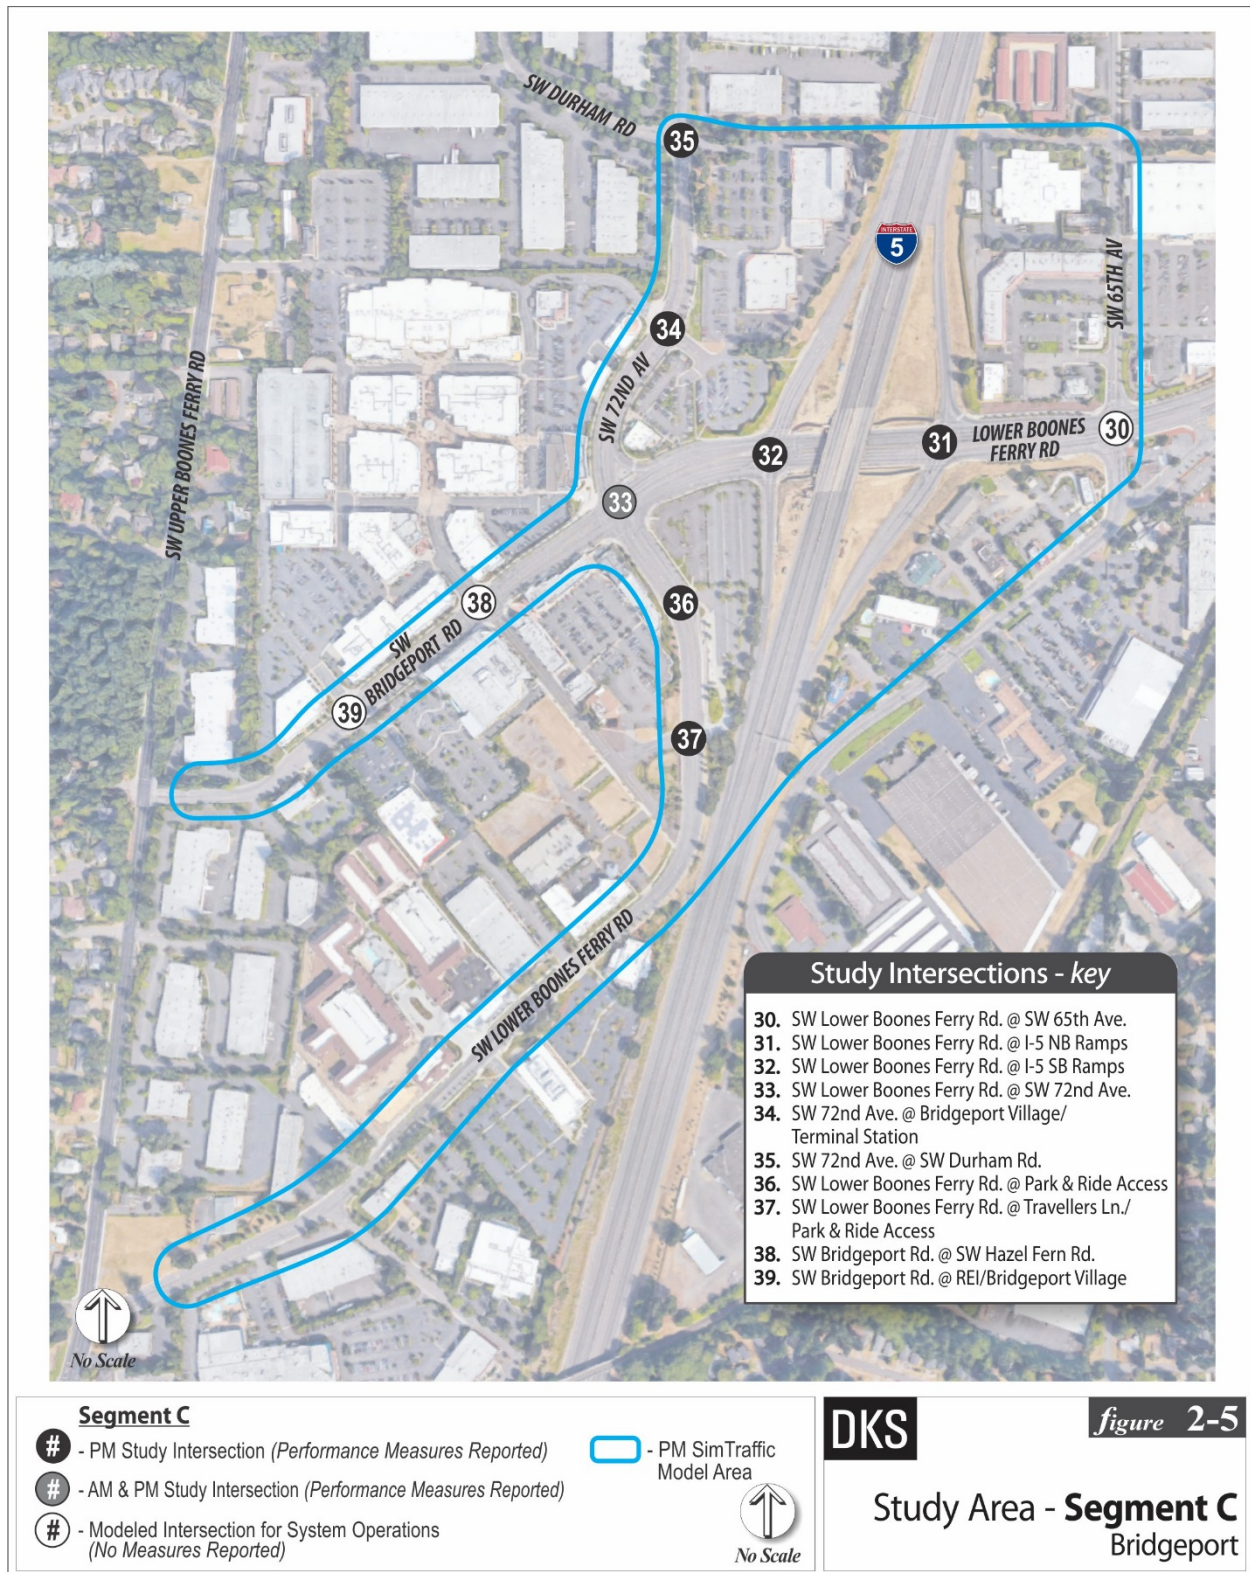 SW DURHAM RD
35
INTERSTATE
5
SW 65TH AV
34
SW 72ND AV
SW UPPER BOONES FERRY RD
30
31
LOWER BOONES
FERRY RD
32
33
38
36
SW
BRIDGEPORT RD
39
37
SW LOWER BOONES FERRY RD
Study Intersections - key
30. SW Lower Boones Ferry Rd. @ SW 65th Ave.
31. SW Lower Boones Ferry Rd. @ I-5 NB Ramps
32. SW Lower Boones Ferry Rd. @ I-5 SB Ramps
33. SW Lower Boones Ferry Rd. @ SW 72nd Ave.
34. SW 72nd Ave. @ Bridgeport Village/
Terminal Station
35. SW 72nd Ave. @ SW Durham Rd.
36. SW Lower Boones Ferry Rd. @ Park & Ride Access
37. SW Lower Boones Ferry Rd. @ Travellers Ln./
Park & Ride Access
38. SW Bridgeport Rd. @ SW Hazel Fern Rd.
39. SW Bridgeport Rd. @ REI/Bridgeport Village
No Scale
Segment C
# - PM Study Intersection (Performance Measures Reported)
# - AM & PM Study Intersection (Performance Measures Reported)
# - Modeled Intersection for System Operations
(No Measures Reported)
- PM SimTraffic
Model Area
No Scale
DKS
figure 2-5
Study Area - Segment C
Bridgeport